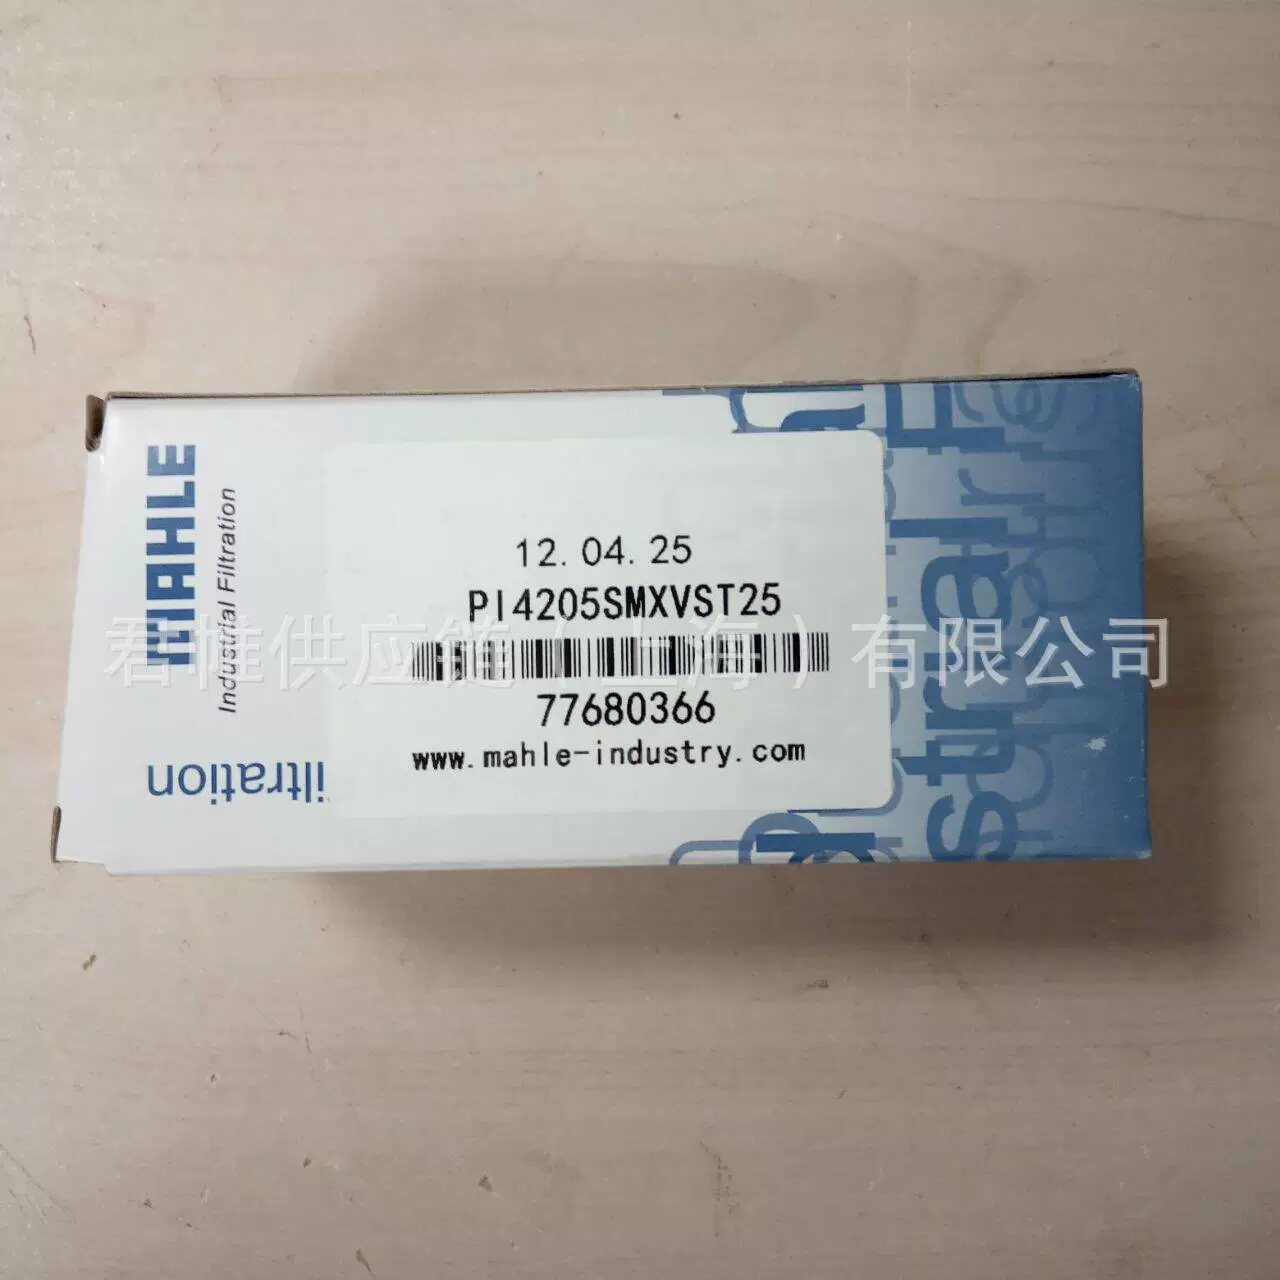 MAHLE
Industrial Filtration
12.04.25
PI4205SMXVST25
君帷供应链(上海)有限公司
77680366
www.mahle-industry.com
iltration